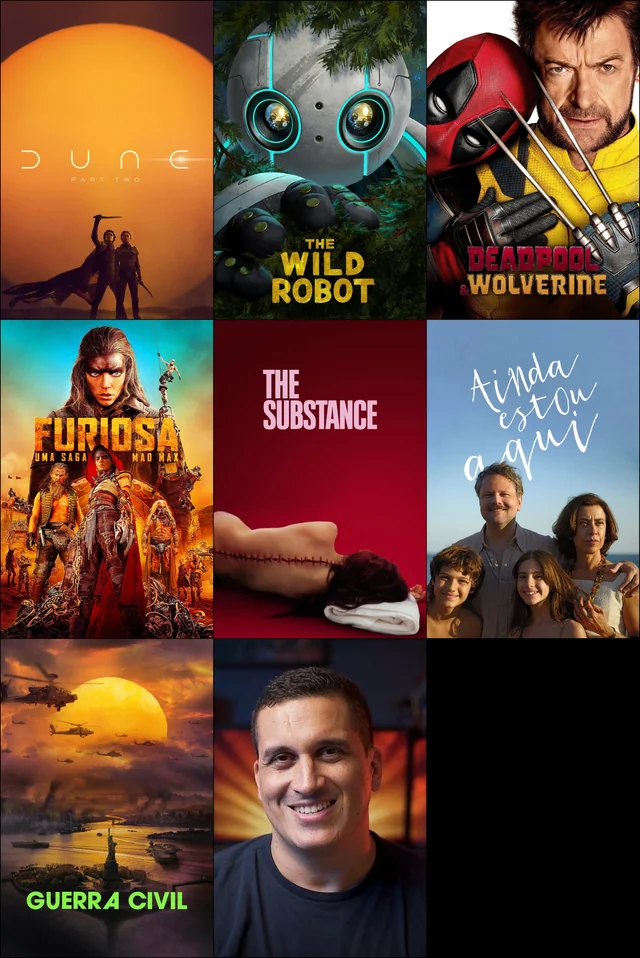 DUNE
PART TWO
THE
WILD
ROBOT
DEADPOOL
& WOLVERINE
FURIOSA
UMA SAGA MAD MAX
THE
SUBSTANCE
Ainda
estou
aqui
GUERRA CIVIL